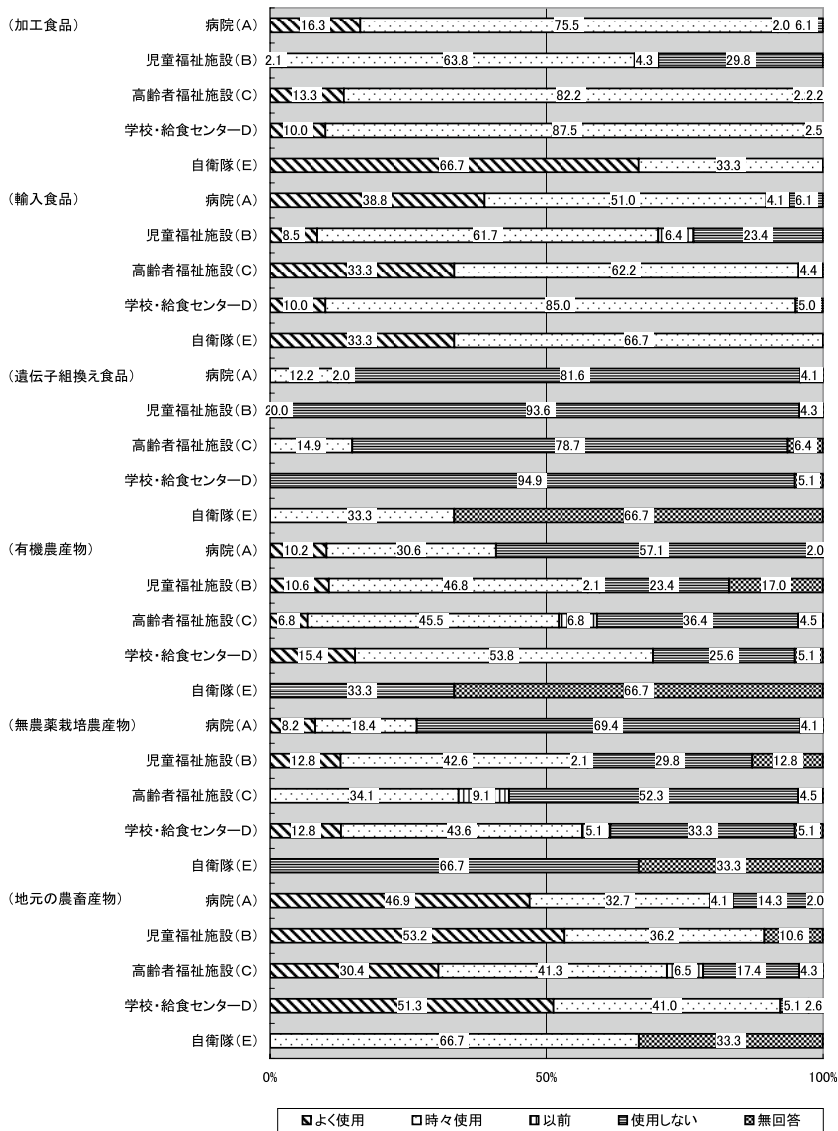 (加工食品) 病院(A) 16.3 75.5 2.0 6.1
児童福祉施設(B) 2.1 63.8 4.3 29.8
高齢者福祉施設(C) 13.3 82.2 2.2.2
学校・給食センターD) 10.0 87.5 2.5
自衛隊(E) 66.7 33.3
(輸入食品) 病院(A) 38.8 51.0 4.1 6.1
児童福祉施設(B) 8.5 61.7 6.4 23.4
高齢者福祉施設(C) 33.3 62.2 4.4
学校・給食センターD) 10.0 85.0 5.0
自衛隊(E) 33.3 66.7
(遺伝子組換え食品) 病院(A) 12.2 2.0 81.6 4.1
児童福祉施設(B) 20.0 93.6 4.3
高齢者福祉施設(C) 14.9 78.7 6.4
学校・給食センターD) 94.9 5.1
自衛隊(E) 33.3 66.7
(有機農産物) 病院(A) 10.2 30.6 57.1 2.0
児童福祉施設(B) 10.6 46.8 2.1 23.4 17.0
高齢者福祉施設(C) 6.8 45.5 6.8 36.4 4.5
学校・給食センターD) 15.4 53.8 25.6 5.1
自衛隊(E) 33.3 66.7
(無農薬栽培農産物) 病院(A) 8.2 18.4 69.4 4.1
児童福祉施設(B) 12.8 42.6 2.1 29.8 12.8
高齢者福祉施設(C) 34.1 9.1 52.3 4.5
学校・給食センターD) 12.8 43.6 5.1 33.3 5.1
自衛隊(E) 66.7 33.3
(地元の農畜産物) 病院(A) 46.9 32.7 4.1 14.3 2.0
児童福祉施設(B) 53.2 36.2 10.6
高齢者福祉施設(C) 30.4 41.3 6.5 17.4 4.3
学校・給食センターD) 51.3 41.0 5.1 2.6
自衛隊(E) 66.7 33.3
0% 50% 100%
よく使用 時々使用 以前 使用しない 無回答